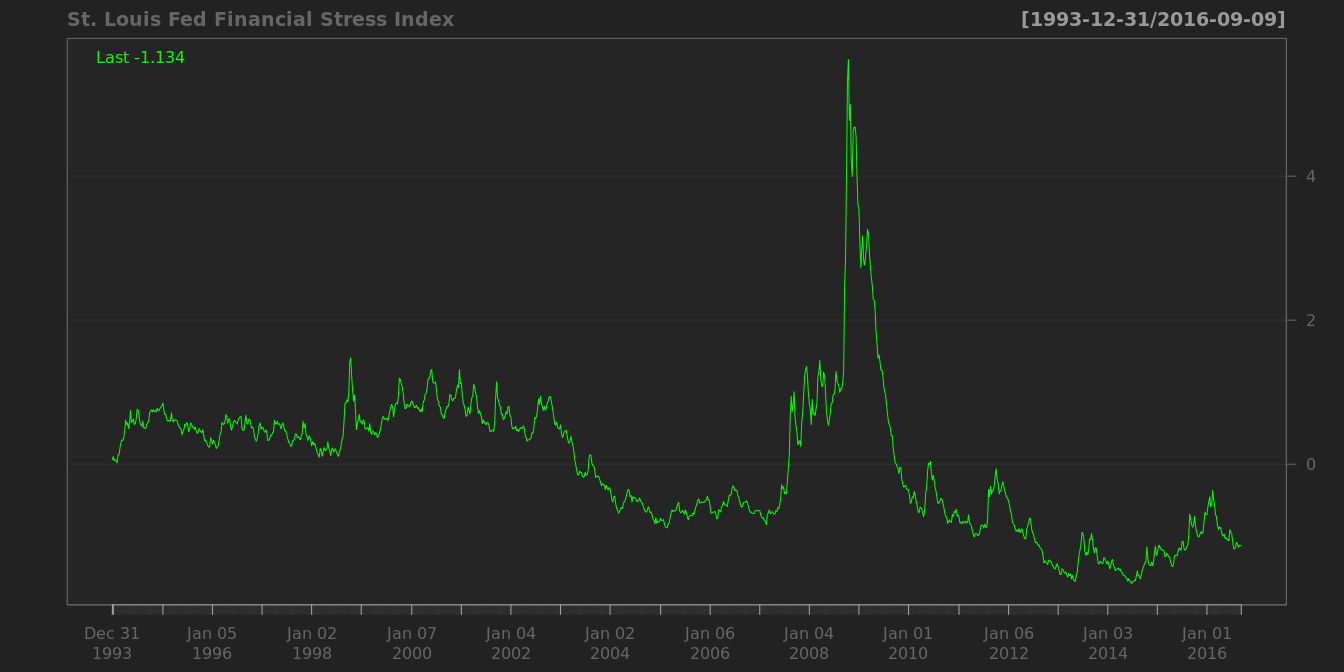 St. Louis Fed Financial Stress Index [1993-12-31/2016-09-09]
Last -1.134
4
2
0
Dec 31 Jan 05 Jan 02 Jan 07 Jan 04 Jan 02 Jan 06 Jan 04 Jan 01 Jan 06 Jan 03 Jan 01
1993 1996 1998 2000 2002 2004 2006 2008 2010 2012 2014 2016